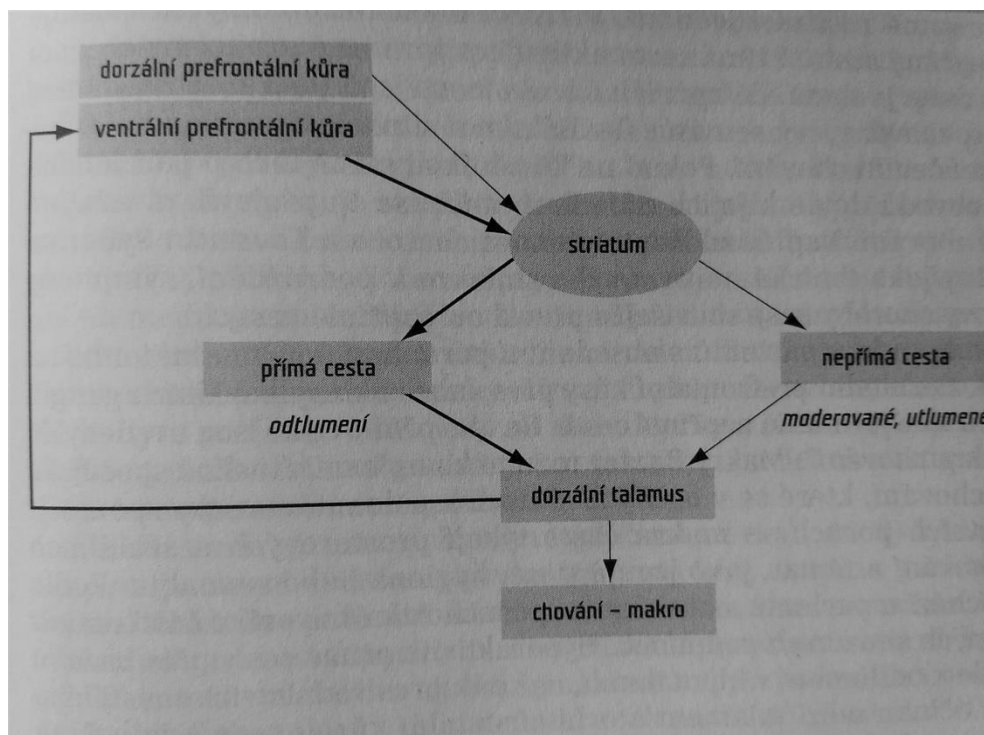 dorzální prefrontální kůra
ventrální prefrontální kůra
striatum
přímá cesta
nepřímá cesta
odtlumení
moderované, utlumené
dorzální talamus
chování – makro